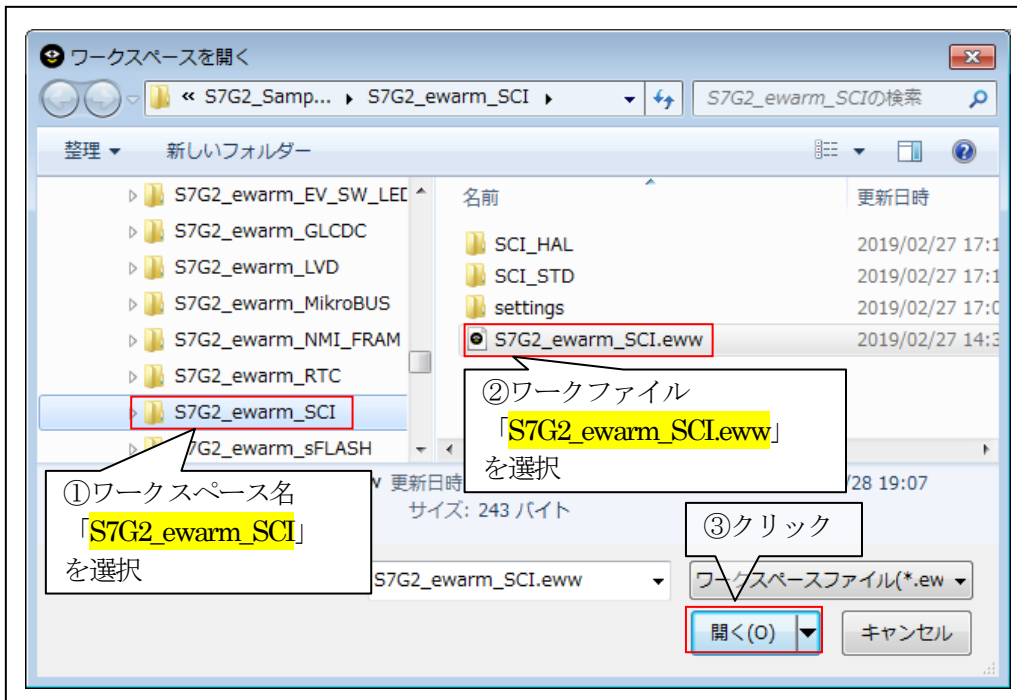 ワークスペースを開く
« S7G2_Samp... ▸ S7G2_ewarm_SCI ▸
S7G2_ewarm_SCIの検索
整理 ▼ 新しいフォルダー
S7G2_ewarm_EV_SW_LED
S7G2_ewarm_GLCDC
S7G2_ewarm_LVD
S7G2_ewarm_MikroBUS
S7G2_ewarm_NMI_FRAM
S7G2_ewarm_RTC
S7G2_ewarm_SCI
S7G2_ewarm_sFLASH
名前 更新日時
SCI_HAL 2019/02/27 17:1
SCI_STD 2019/02/27 17:1
settings 2019/02/27 17:0
S7G2_ewarm_SCI.eww 2019/02/27 14:3
②ワークファイル
「S7G2_ewarm_SCI.eww」
を選択
①ワークスペース名
「S7G2_ewarm_SCI」
を選択
更新日時
/28 19:07
サイズ: 243 バイト
③クリック
S7G2_ewarm_SCI.eww
ワークスペースファイル(*.ew
開く(O)
キャンセル